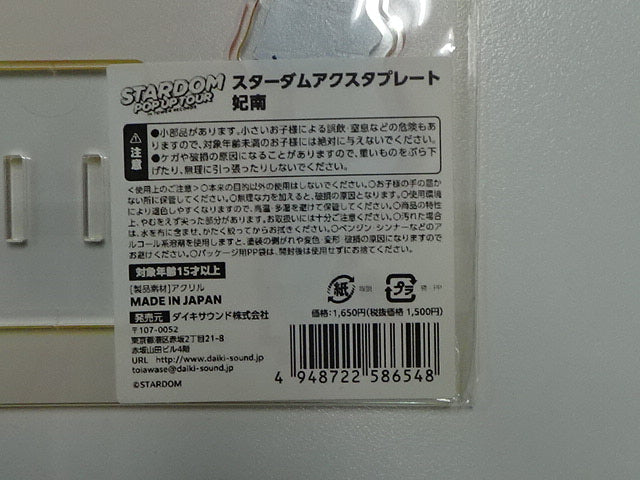 STARDOM
POPUPTOUR
スターダムアクスタプレート
妃南
注意
●小部品があります。小さいお子様による誤飲・窒息などの危険もあ
りますので、対象年齢未満のお子様には絶対に与えないでください。
●ケガや破損の原因になることがありますので、重いものをぶら下
げたり、無理に引っ張ったりしないでください。
<使用上のご注意>○本来の目的以外の使用はしないでください。○お子様の手の届かない所に保管してください。
○無理な力を加えると、破損の原因となります。○使用環境
により退色しやすくなりますので、高温・多湿を避けて保管してください。○商品の特性
上、やむをえず尖った部分があります。お取扱いには十分ご注意ください。○汚れた場合
は、水を布に含ませ、かたく絞ってからお拭きください。○ベンジン・シンナーなどのア
ルコール系溶剤を使用しますと、塗装の剥がれや変色・変形・破損の原因になりますので
お避けください。○パッケージ用PP袋は、開封後は使用せずにお捨てください。
対象年齢15才以上
[製品素材]アクリル
MADE IN JAPAN
紙
プラ
袋:PP
発売元 ダイキサウンド株式会社
価格:1,650円(税抜価格 1,500円)
〒107-0052
東京都港区赤坂2丁目21-8
赤坂山田ビル4階
URL http://www.daiki-sound.jp
toiawase@daiki-sound.jp
©STARDOM
4 948722 586548